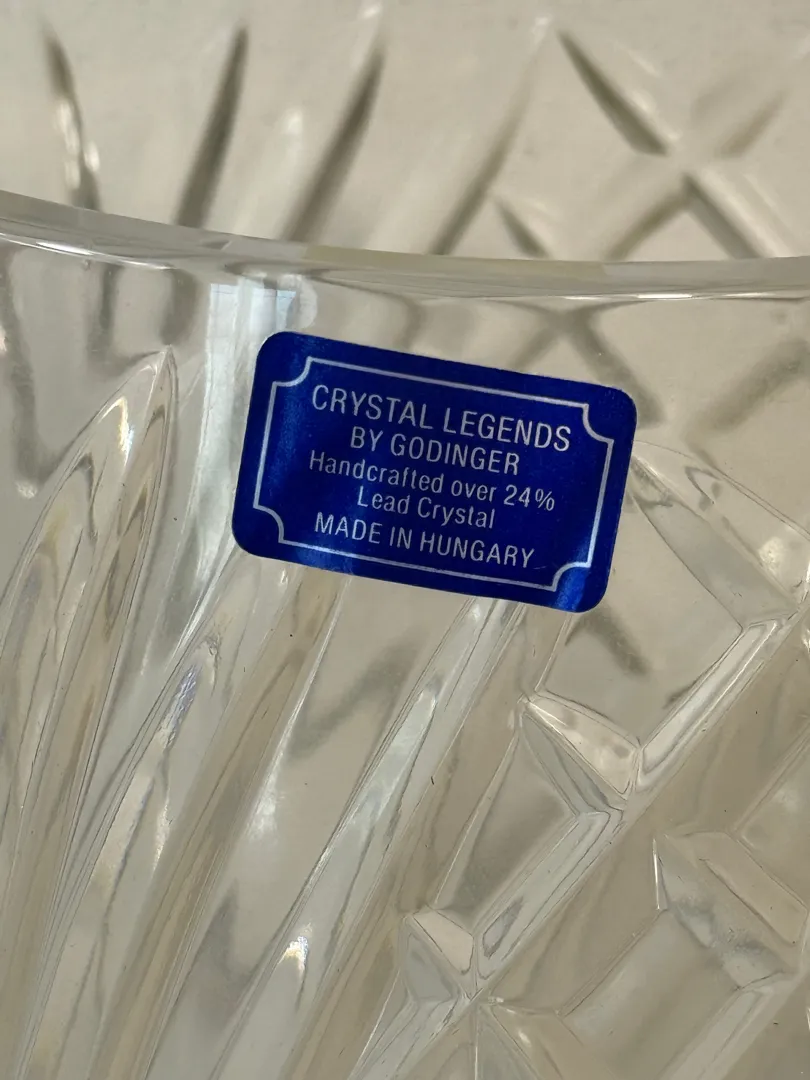 CRYSTAL LEGENDS
BY GODINGER
Handcrafted over 24%
Lead Crystal
MADE IN HUNGARY